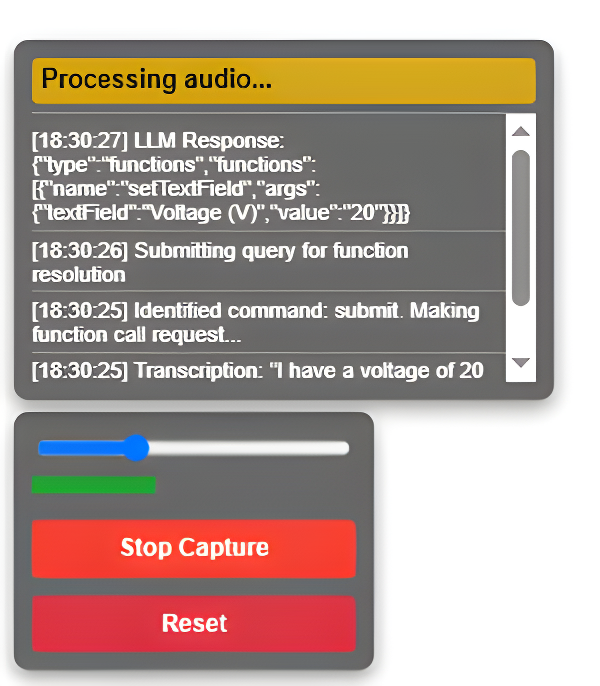 Processing audio...
[18:30:27] LLM Response:
{"type":"functions","functions":
[{"name":"setTextField","args":
{"textField":"Voltage (V)","value":"20"}}]}
[18:30:26] Submitting query for function
resolution
[18:30:25] Identified command: submit. Making
function call request...
[18:30:25] Transcription: "I have a voltage of 20
Stop Capture
Reset